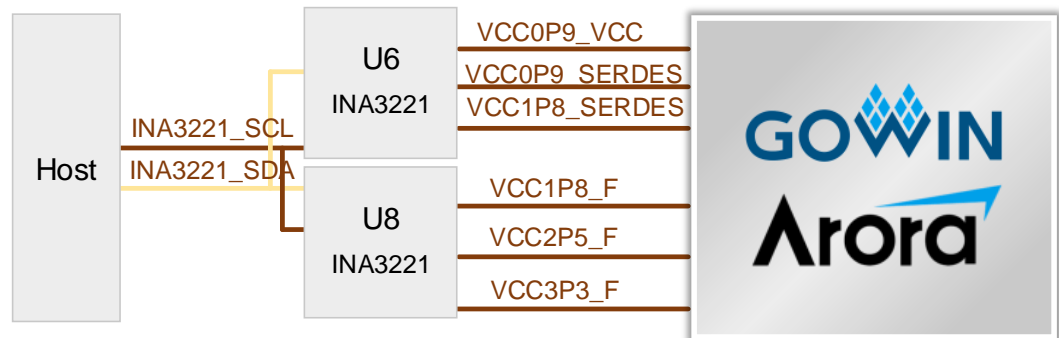 Host
INA3221_SCL
INA3221_SDA
U6
INA3221
U8
INA3221
VCC0P9_VCC
VCC0P9_SERDES
VCC1P8_SERDES
VCC1P8_F
VCC2P5_F
VCC3P3_F
GOWIN
Arora